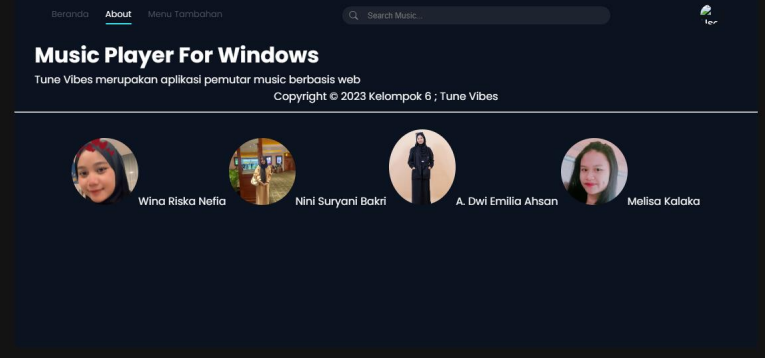 Beranda About Menu Tambahan Search Music...
Music Player For Windows
Tune Vibes merupakan aplikasi pemutar music berbasis web
Copyright © 2023 Kelompok 6 ; Tune Vibes
Wina Riska Nefia Nini Suryani Bakri A. Dwi Emilia Ahsan Melisa Kalaka